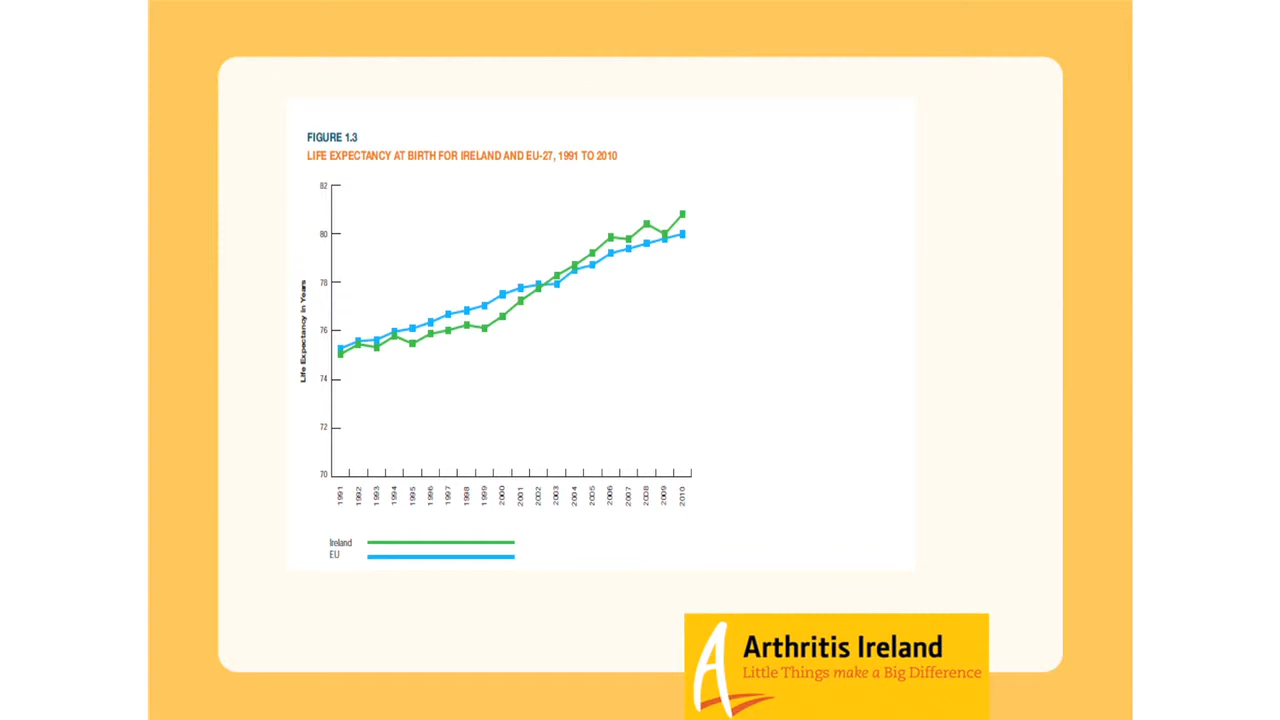 FIGURE 1.3
LIFE EXPECTANCY AT BIRTH FOR IRELAND AND EU-27, 1991 TO 2010
82
80
78
76
74
72
70
Life Expectancy in Years
1991 1992 1993 1994 1995 1996 1997 1998 1999 2000 2001 2002 2003 2004 2005 2006 2007 2008 2009 2010
Ireland
EU
Arthritis Ireland
Little Things make a Big Difference